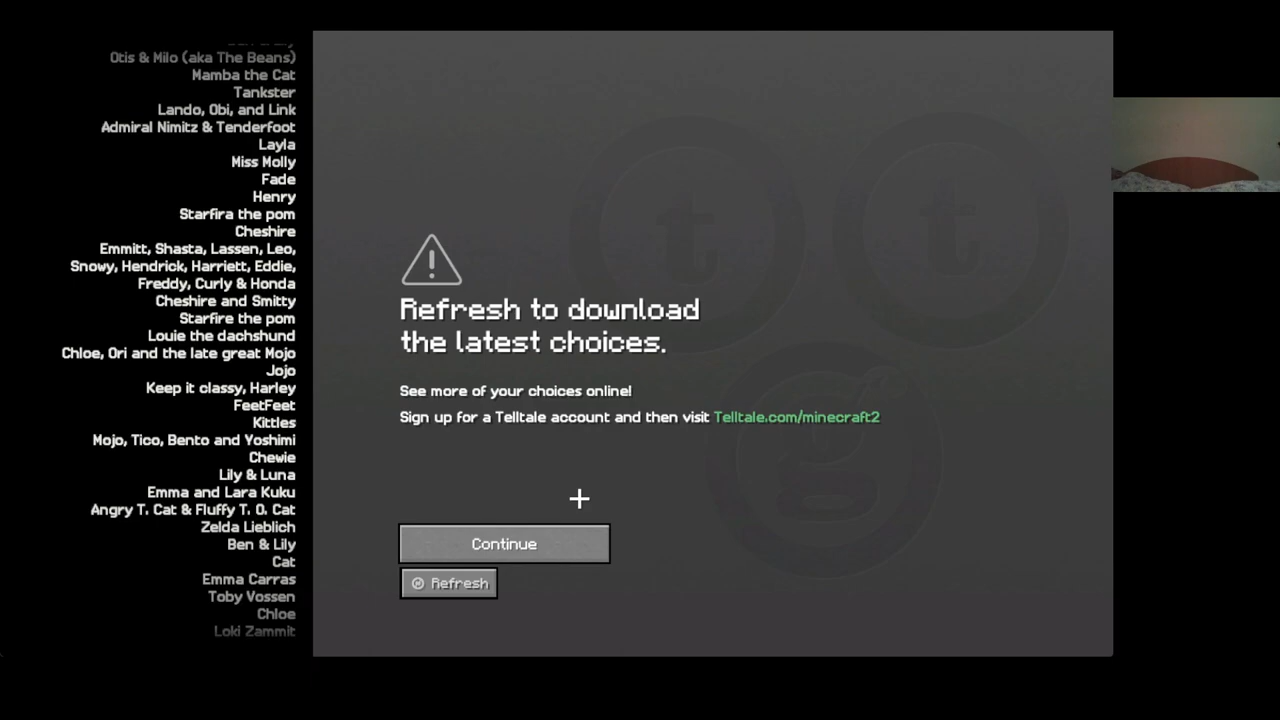 Otis & Milo (aka The Beans)
Mamba the Cat
Tankster
Lando, Obi, and Link
Admiral Nimitz & Tenderfoot
Layla
Miss Molly
Fade
Henry
Starfira the pom
Cheshire
Emmitt, Shasta, Lassen, Leo,
Snowy, Hendrick, Harriett, Eddie,
Freddy, Curly & Honda
Cheshire and Smitty
Starfire the pom
Louie the dachshund
Chloe, Ori and the late great Mojo
Jojo
Keep it classy, Harley
FeetFeet
Kittles
Mojo, Tico, Bento and Yoshimi
Chewie
Lily & Luna
Emma and Lara Kuku
Angry T. Cat & Fluffy T. O. Cat
Zelda Lieblich
Ben & Lily
Cat
Emma Carras
Toby Vossen
Chloe
Loki Zammit
t t g
Refresh to download
the latest choices.
See more of your choices online!
Sign up for a Telltale account and then visit Telltale.com/minecraft2
Continue
Refresh